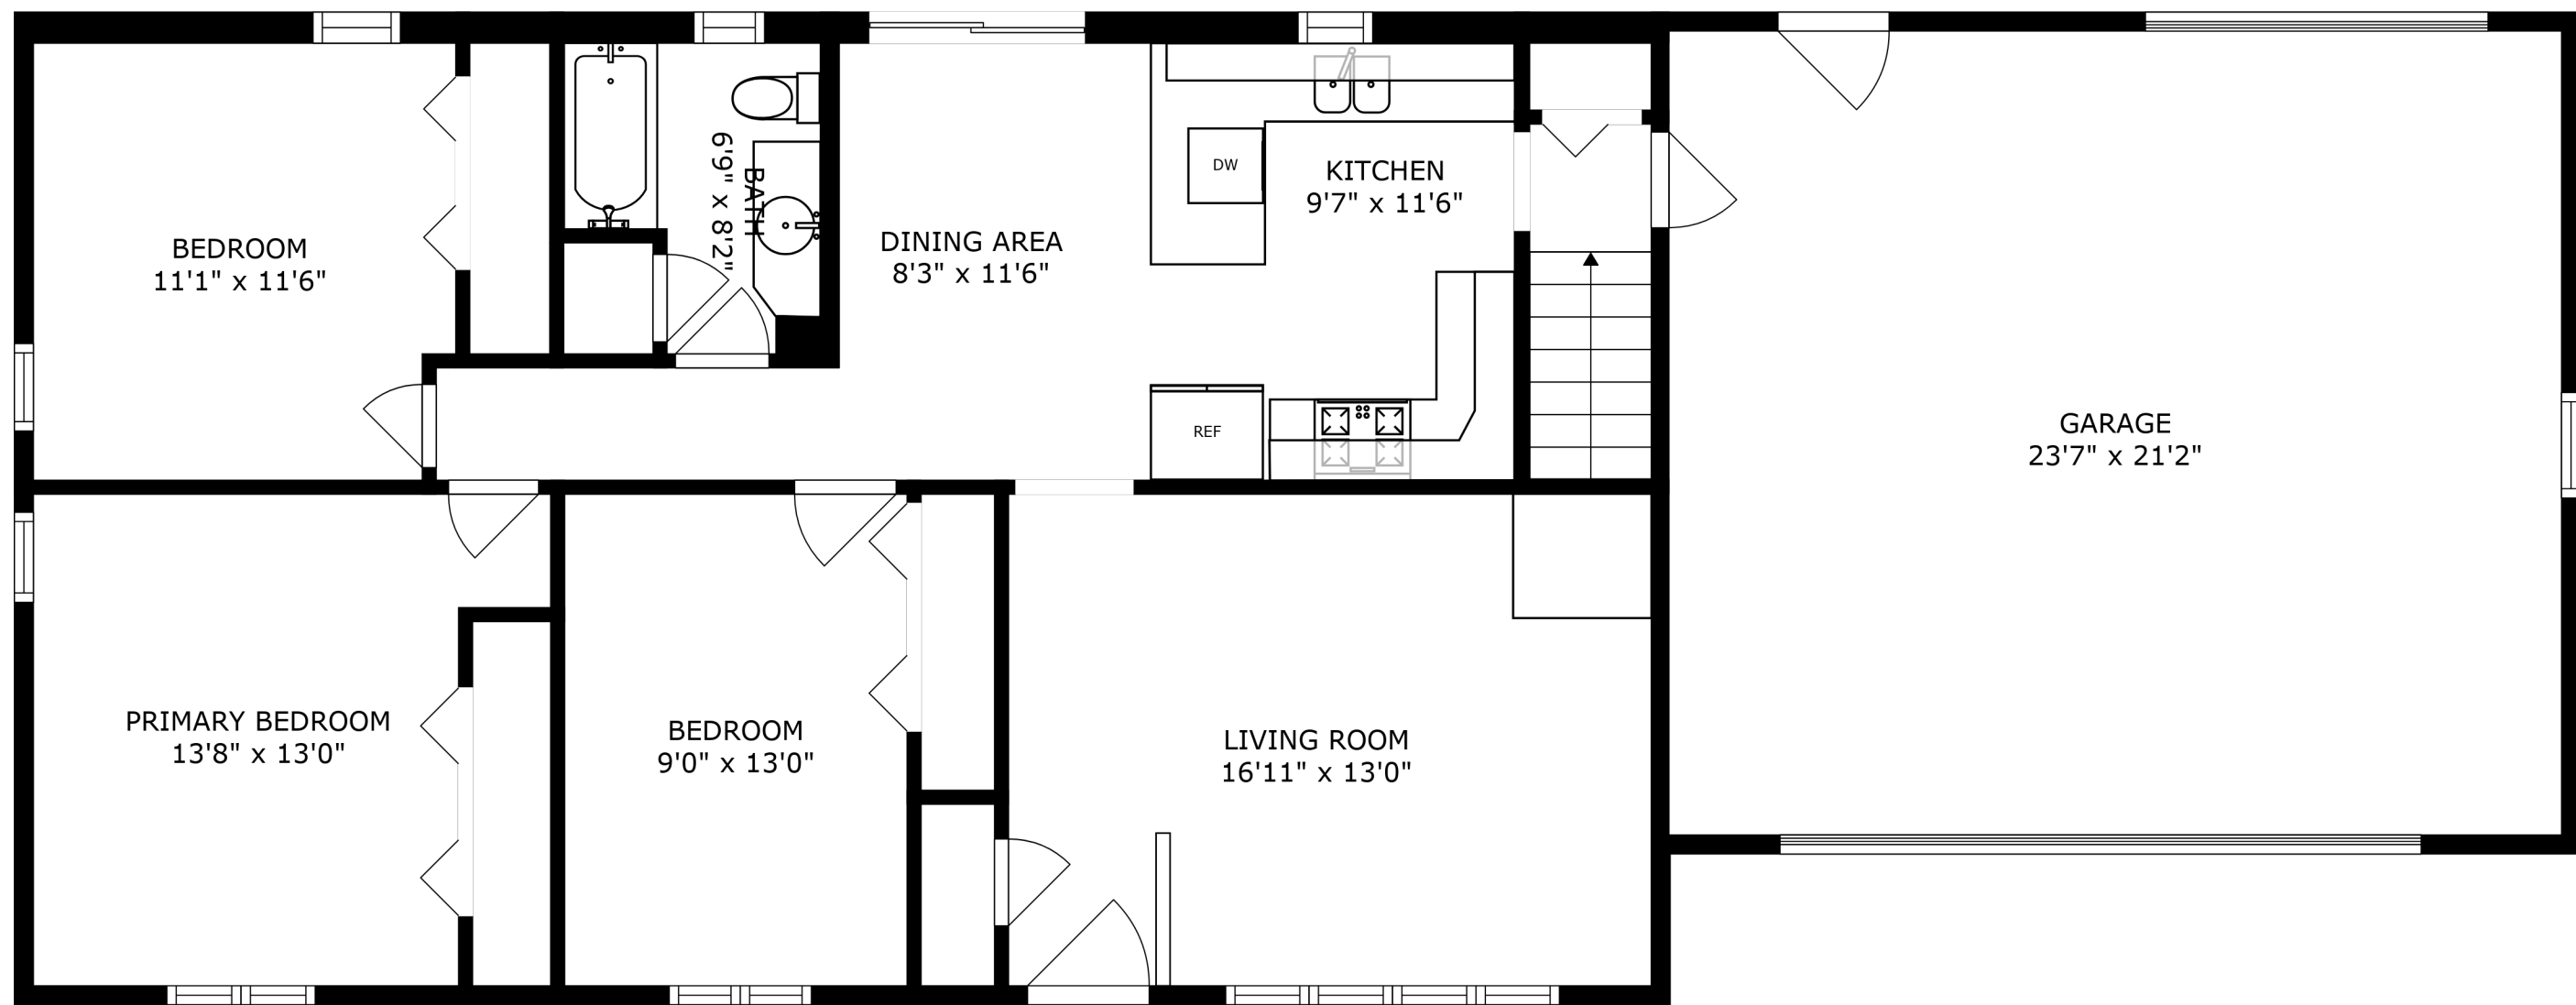 BEDROOM
11'1" x 11'6"
BATH
6'9" x 8'2"
DINING AREA
8'3" x 11'6"
DW
KITCHEN
9'7" x 11'6"
REF
GARAGE
23'7" x 21'2"
PRIMARY BEDROOM
13'8" x 13'0"
BEDROOM
9'0" x 13'0"
LIVING ROOM
16'11" x 13'0"